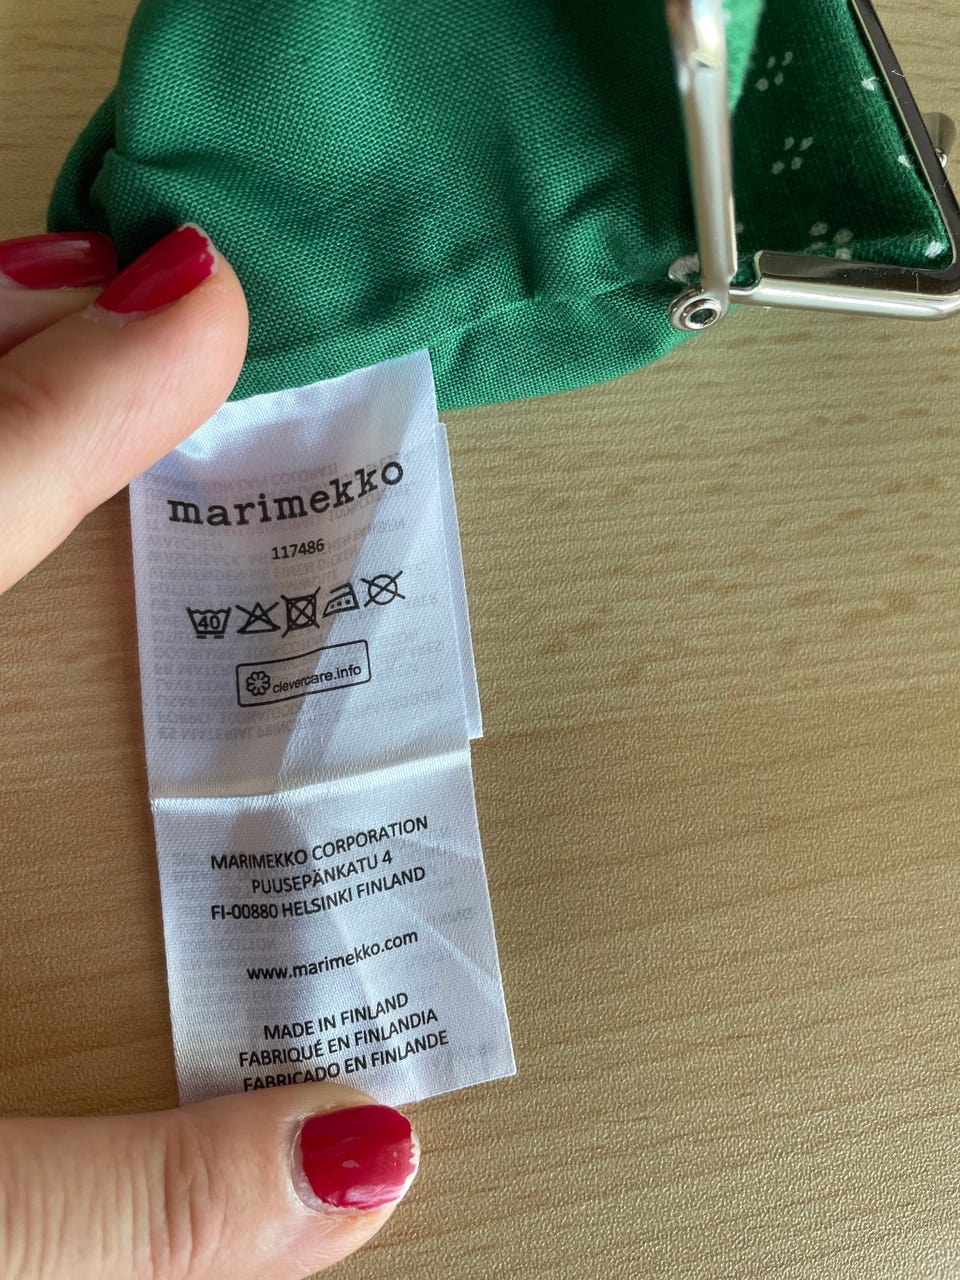 marimekko
117486
40
clevercare.info
MARIMEKKO CORPORATION
PUUSEPÄNKATU 4
FI-00880 HELSINKI FINLAND
www.marimekko.com
MADE IN FINLAND
FABRIQUÉ EN FINLANDIA
FABRICADO EN FINLANDE